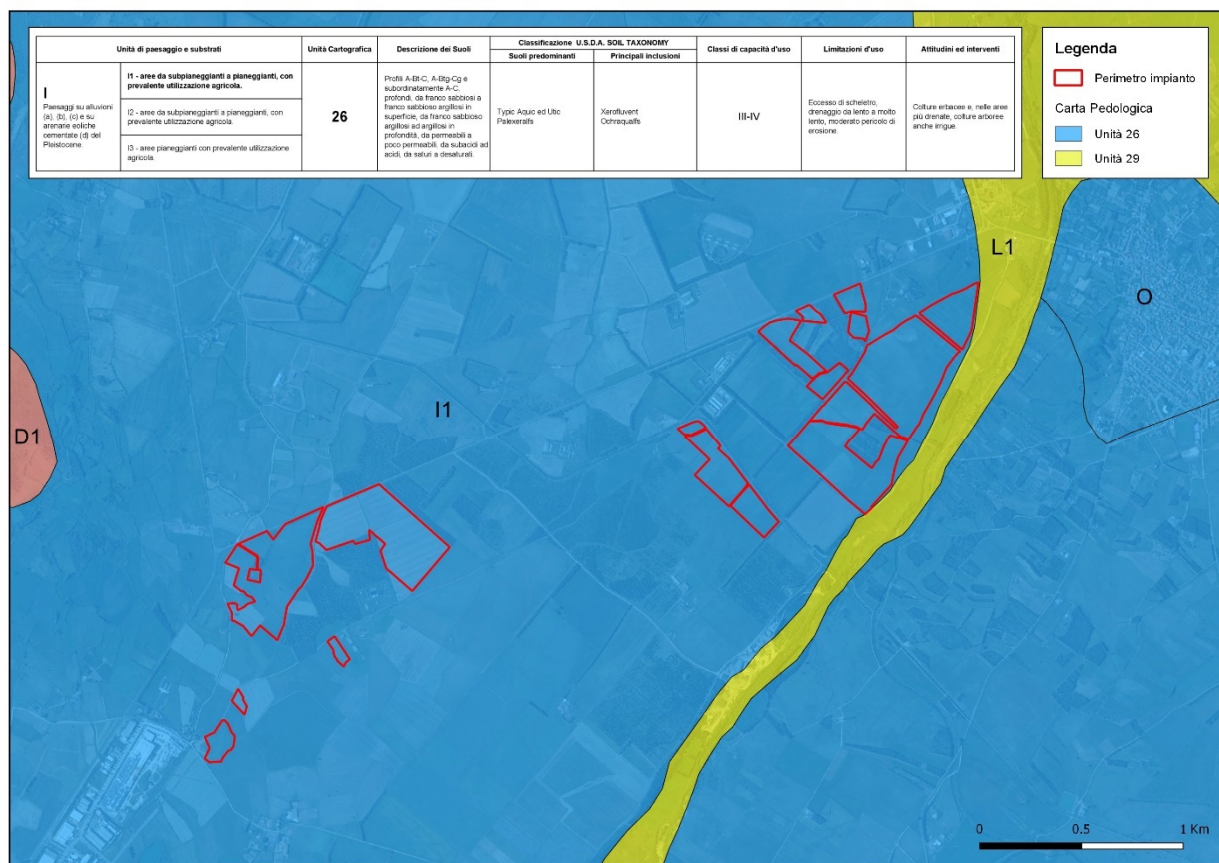 Unità di paesaggio e substrati
Unità Cartografica
Descrizione dei Suoli
Classificazione U.S.D.A. SOIL TAXONOMY
Suoli predominanti
Principali inclusioni
Classi di capacità d'uso
Limitazioni d'uso
Attitudini ed interventi
I
Paesaggi su alluvioni
(a), (b), (c) e su
arenarie eoliche
cementate (d) del
Pleistocene.
I1 - aree da subpianeggianti a pianeggianti, con
prevalente utilizzazione agricola.
I2 - aree da subpianeggianti a pianeggianti, con
prevalente utilizzazione agricola.
I3 - aree pianeggianti con prevalente utilizzazione
agricola.
26
Profili A-Bt-C, A-Btg-Cg e
subordinatamente A-C,
profondi, da franco sabbiosi a
franco sabbioso argillosi in
superficie, da franco sabbioso
argillosi ad argillosi in
profondità, da permeabili a
poco permeabili, da subacidi ad
acidi, da saturi a desaturati.
Typic Aquic ed Ultic
Palexeralfs
Xerofluvent
Ochraqualfs
III-IV
Eccesso di scheletro,
drenaggio da lento a molto
lento, moderato pericolo di
erosione.
Colture erbacee e, nelle aree
più drenate, colture arboree
anche irrigue.
Legenda
Perimetro impianto
Carta Pedologica
Unità 26
Unità 29
L1
O
I1
D1
0 0.5 1 Km